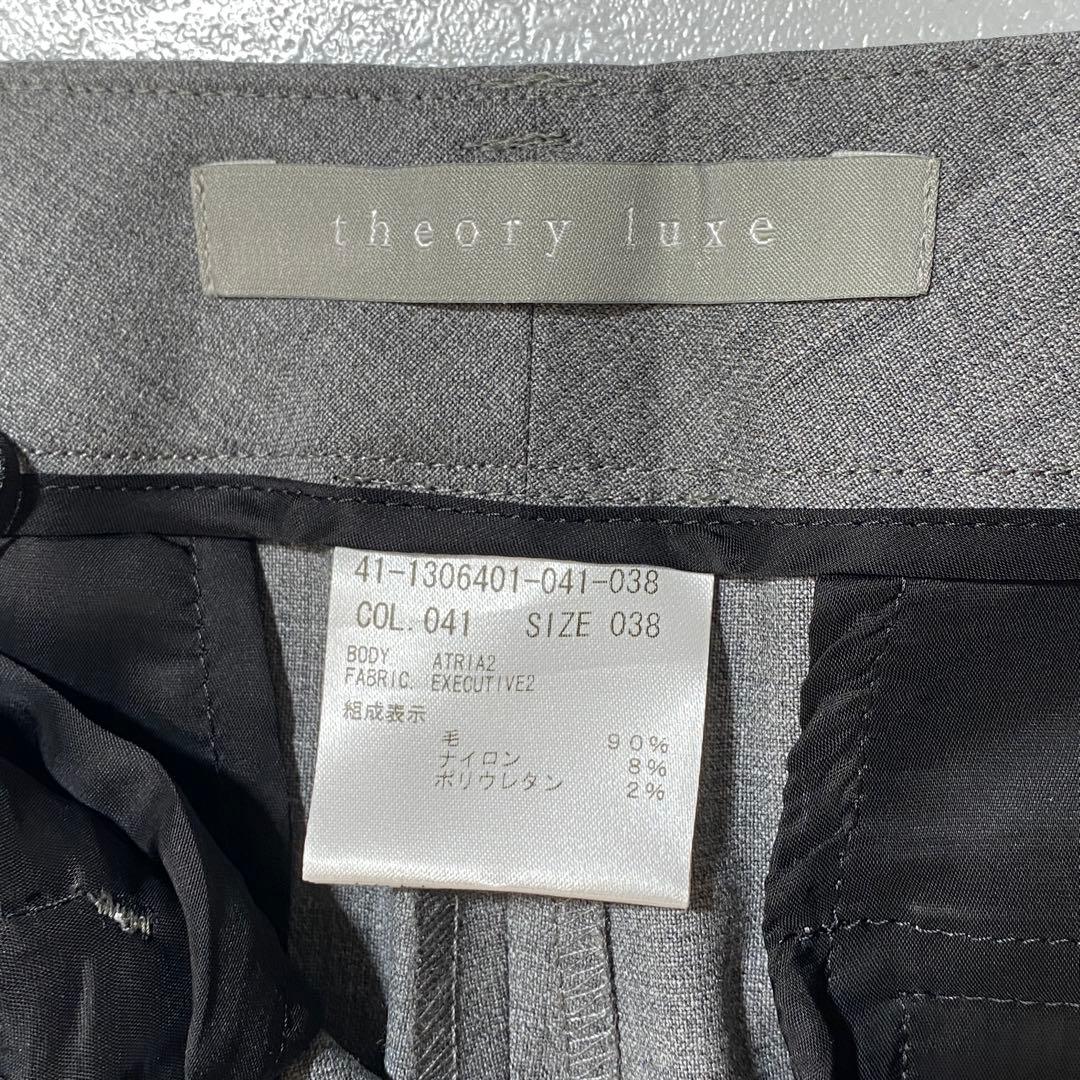 theory luxe
41-1306401-041-038
COL. 041 SIZE 038
BODY ATRIA2
FABRIC. EXECUTIVE2
組成表示
毛 90%
ナイロン 8%
ポリウレタン 2%